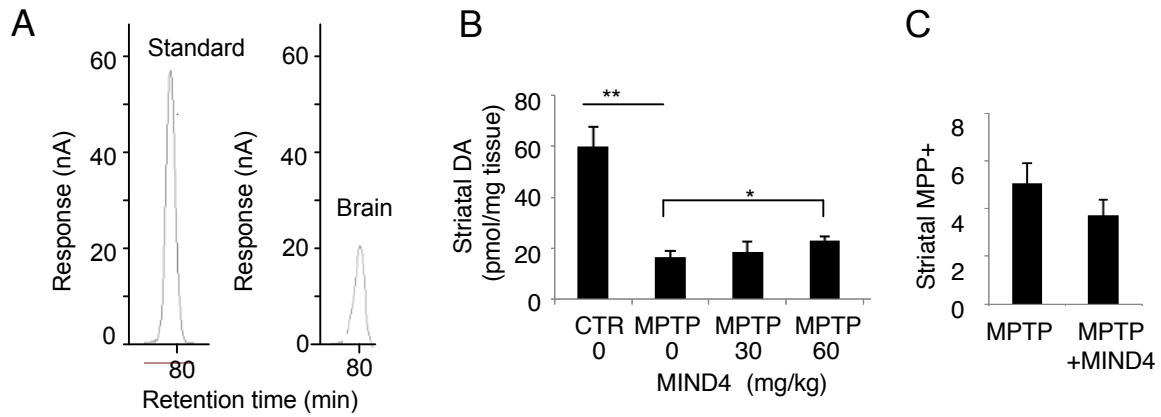 A
Standard
Brain
60
40
20
0
Response (nA)
80
60
40
20
0
Response (nA)
80
Retention time (min)
B
Striatal DA
(pmol/mg tissue)
80
60
40
20
0
**
*
CTR MPTP MPTP MPTP
0 0 30 60
MIND4 (mg/kg)
C
Striatal MPP+
8
6
4
2
0
MPTP MPTP
+MIND4